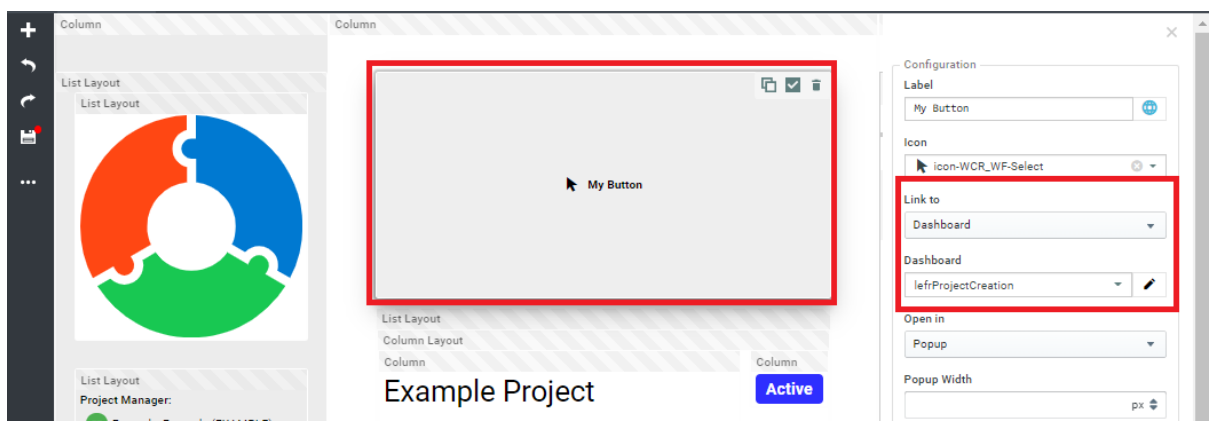 Column
List Layout
List Layout
List Layout
Project Manager:
Column
My Button
List Layout
Column Layout
Column
Column
Example Project
Active
Configuration
Label
My Button
Icon
icon-WCR_WF-Select
Link to
Dashboard
Dashboard
lefrProjectCreation
Open in
Popup
Popup Width
px